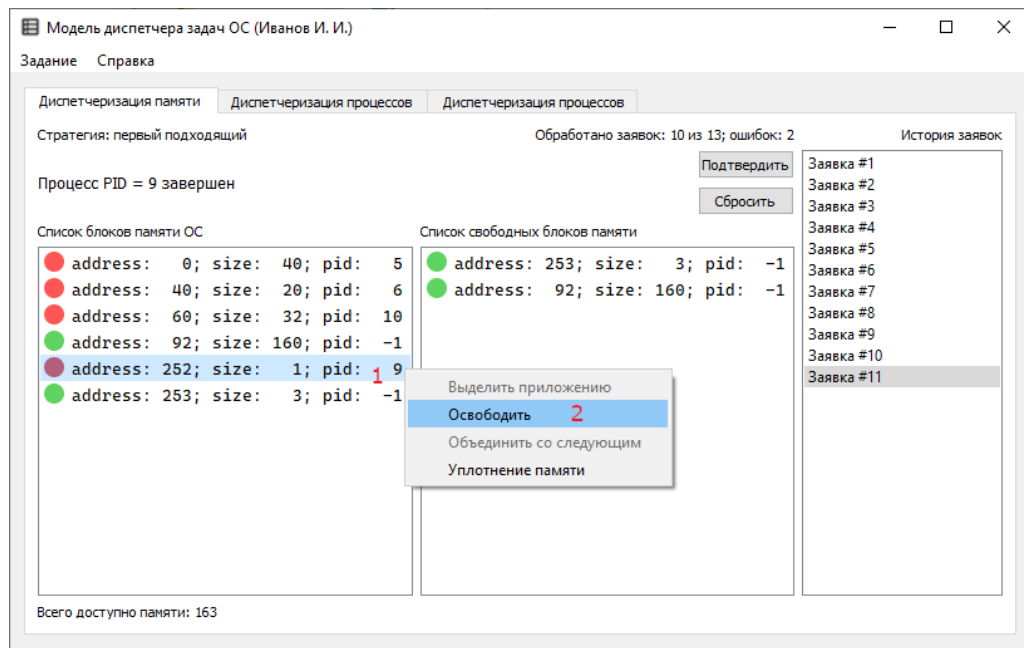 Модель диспетчера задач ОС (Иванов И. И.)
Задание Справка
Диспетчеризация памяти Диспетчеризация процессов Диспетчеризация процессов
Стратегия: первый подходящий Обработано заявок: 10 из 13; ошибок: 2 История заявок
Подтвердить
Процесс PID = 9 завершен
Сбросить
Список блоков памяти ОС
address: 0; size: 40; pid: 5
address: 40; size: 20; pid: 6
address: 60; size: 32; pid: 10
address: 92; size: 160; pid: -1
address: 252; size: 1; pid: 9
1
address: 253; size: 3; pid: -1
Список свободных блоков памяти
address: 253; size: 3; pid: -1
address: 92; size: 160; pid: -1
Выделить приложению
Освободить 2
Объединить со следующим
Уплотнение памяти
Заявка #1
Заявка #2
Заявка #3
Заявка #4
Заявка #5
Заявка #6
Заявка #7
Заявка #8
Заявка #9
Заявка #10
Заявка #11
Всего доступно памяти: 163